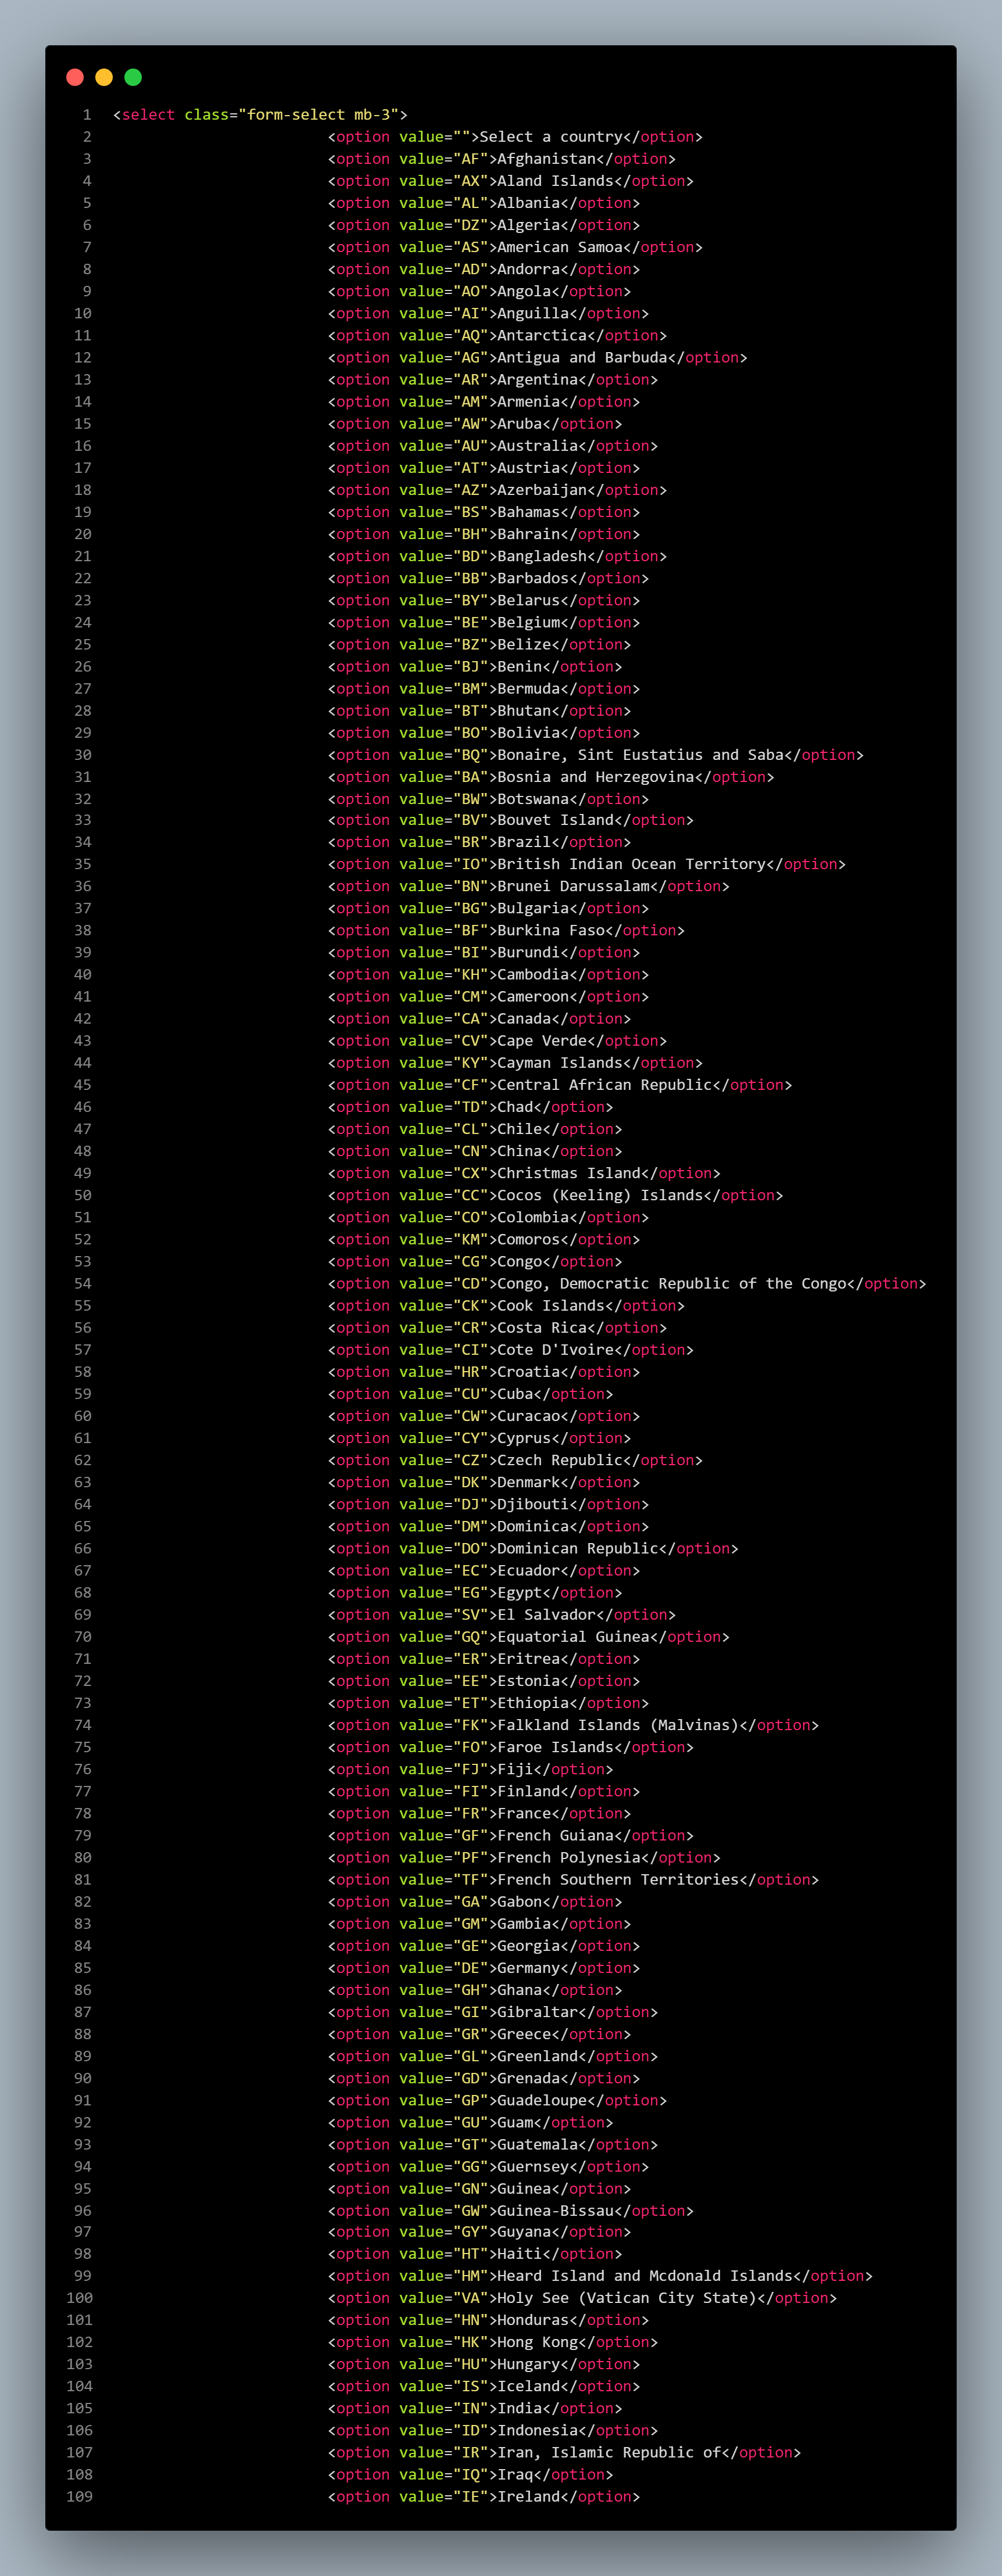 1 <select class="form-select mb-3">
2 <option value="">Select a country</option>
3 <option value="AF">Afghanistan</option>
4 <option value="AX">Aland Islands</option>
5 <option value="AL">Albania</option>
6 <option value="DZ">Algeria</option>
7 <option value="AS">American Samoa</option>
8 <option value="AD">Andorra</option>
9 <option value="AO">Angola</option>
10 <option value="AI">Anguilla</option>
11 <option value="AQ">Antarctica</option>
12 <option value="AG">Antigua and Barbuda</option>
13 <option value="AR">Argentina</option>
14 <option value="AM">Armenia</option>
15 <option value="AW">Aruba</option>
16 <option value="AU">Australia</option>
17 <option value="AT">Austria</option>
18 <option value="AZ">Azerbaijan</option>
19 <option value="BS">Bahamas</option>
20 <option value="BH">Bahrain</option>
21 <option value="BD">Bangladesh</option>
22 <option value="BB">Barbados</option>
23 <option value="BY">Belarus</option>
24 <option value="BE">Belgium</option>
25 <option value="BZ">Belize</option>
26 <option value="BJ">Benin</option>
27 <option value="BM">Bermuda</option>
28 <option value="BT">Bhutan</option>
29 <option value="BO">Bolivia</option>
30 <option value="BQ">Bonaire, Sint Eustatius and Saba</option>
31 <option value="BA">Bosnia and Herzegovina</option>
32 <option value="BW">Botswana</option>
33 <option value="BV">Bouvet Island</option>
34 <option value="BR">Brazil</option>
35 <option value="IO">British Indian Ocean Territory</option>
36 <option value="BN">Brunei Darussalam</option>
37 <option value="BG">Bulgaria</option>
38 <option value="BF">Burkina Faso</option>
39 <option value="BI">Burundi</option>
40 <option value="KH">Cambodia</option>
41 <option value="CM">Cameroon</option>
42 <option value="CA">Canada</option>
43 <option value="CV">Cape Verde</option>
44 <option value="KY">Cayman Islands</option>
45 <option value="CF">Central African Republic</option>
46 <option value="TD">Chad</option>
47 <option value="CL">Chile</option>
48 <option value="CN">China</option>
49 <option value="CX">Christmas Island</option>
50 <option value="CC">Cocos (Keeling) Islands</option>
51 <option value="CO">Colombia</option>
52 <option value="KM">Comoros</option>
53 <option value="CG">Congo</option>
54 <option value="CD">Congo, Democratic Republic of the Congo</option>
55 <option value="CK">Cook Islands</option>
56 <option value="CR">Costa Rica</option>
57 <option value="CI">Cote D'Ivoire</option>
58 <option value="HR">Croatia</option>
59 <option value="CU">Cuba</option>
60 <option value="CW">Curacao</option>
61 <option value="CY">Cyprus</option>
62 <option value="CZ">Czech Republic</option>
63 <option value="DK">Denmark</option>
64 <option value="DJ">Djibouti</option>
65 <option value="DM">Dominica</option>
66 <option value="DO">Dominican Republic</option>
67 <option value="EC">Ecuador</option>
68 <option value="EG">Egypt</option>
69 <option value="SV">El Salvador</option>
70 <option value="GQ">Equatorial Guinea</option>
71 <option value="ER">Eritrea</option>
72 <option value="EE">Estonia</option>
73 <option value="ET">Ethiopia</option>
74 <option value="FK">Falkland Islands (Malvinas)</option>
75 <option value="FO">Faroe Islands</option>
76 <option value="FJ">Fiji</option>
77 <option value="FI">Finland</option>
78 <option value="FR">France</option>
79 <option value="GF">French Guiana</option>
80 <option value="PF">French Polynesia</option>
81 <option value="TF">French Southern Territories</option>
82 <option value="GA">Gabon</option>
83 <option value="GM">Gambia</option>
84 <option value="GE">Georgia</option>
85 <option value="DE">Germany</option>
86 <option value="GH">Ghana</option>
87 <option value="GI">Gibraltar</option>
88 <option value="GR">Greece</option>
89 <option value="GL">Greenland</option>
90 <option value="GD">Grenada</option>
91 <option value="GP">Guadeloupe</option>
92 <option value="GU">Guam</option>
93 <option value="GT">Guatemala</option>
94 <option value="GG">Guernsey</option>
95 <option value="GN">Guinea</option>
96 <option value="GW">Guinea-Bissau</option>
97 <option value="GY">Guyana</option>
98 <option value="HT">Haiti</option>
99 <option value="HM">Heard Island and Mcdonald Islands</option>
100 <option value="VA">Holy See (Vatican City State)</option>
101 <option value="HN">Honduras</option>
102 <option value="HK">Hong Kong</option>
103 <option value="HU">Hungary</option>
104 <option value="IS">Iceland</option>
105 <option value="IN">India</option>
106 <option value="ID">Indonesia</option>
107 <option value="IR">Iran, Islamic Republic of</option>
108 <option value="IQ">Iraq</option>
109 <option value="IE">Ireland</option>